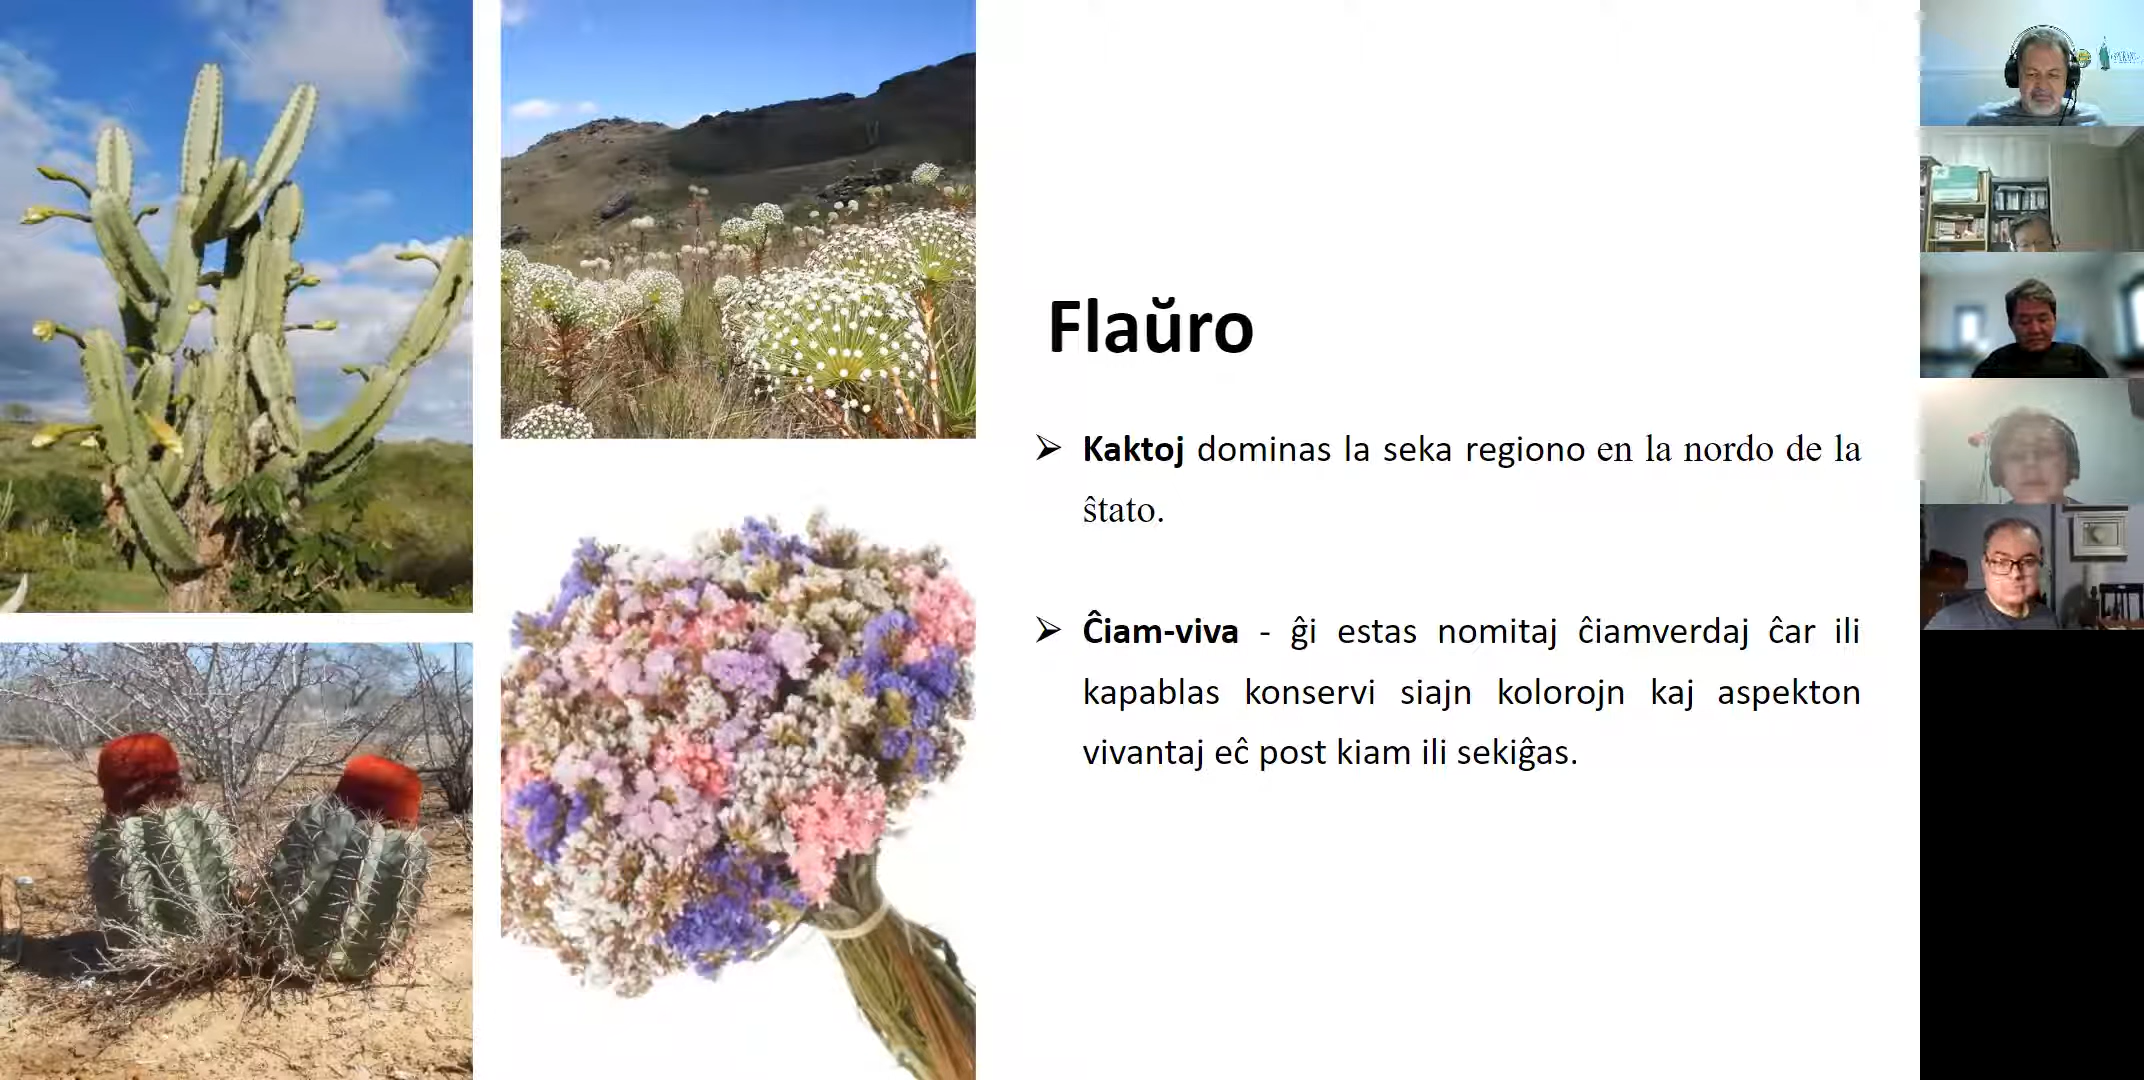 Flaŭro
Kaktoj dominas la seka regiono en la nordo de la
ŝtato.
Ĉiam-viva - ĝi estas nomitaj ĉiamverdaj ĉar ili
kapablas konservi siajn kolorojn kaj aspekton
vivantaj eĉ post kiam ili sekiĝas.